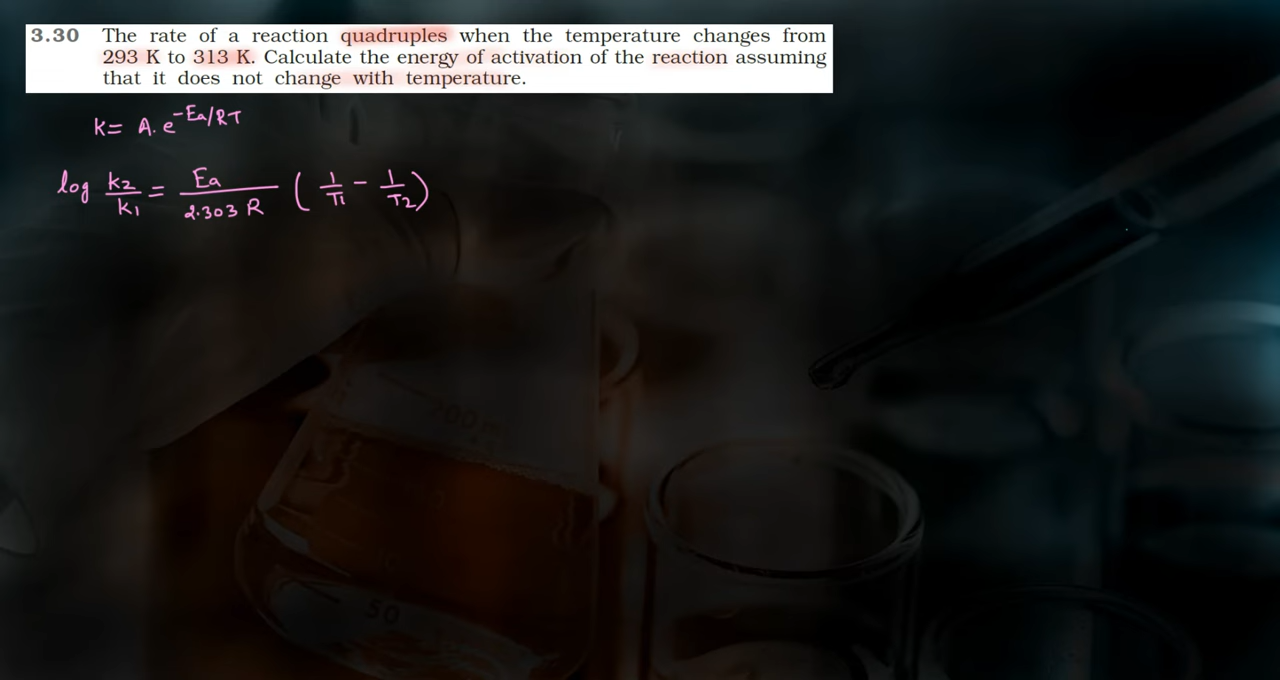 3.30 The rate of a reaction quadruples when the temperature changes from
293 K to 313 K. Calculate the energy of activation of the reaction assuming
that it does not change with temperature.
K = A. e^-Ea/RT
log K2/K1 = Ea/2.303 R (1/T1 - 1/T2)
200
50